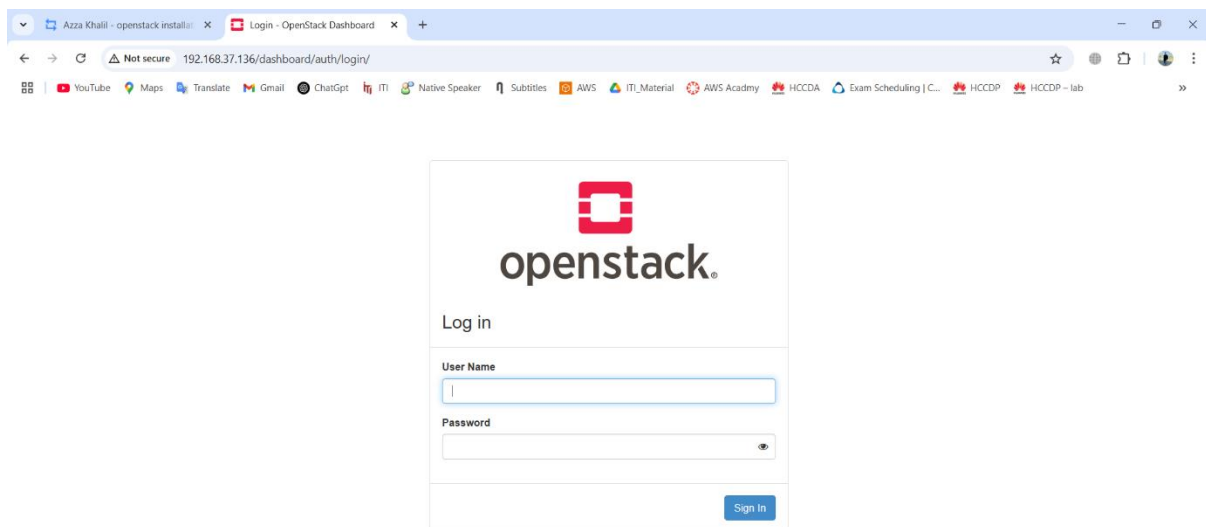 Azza Khalil - openstack installat
Login - OpenStack Dashboard
Not secure 192.168.37.136/dashboard/auth/login/
YouTube Maps Translate Gmail ChatGpt ITI Native Speaker Subtitles AWS ITI_Material AWS Acadmy HCCDA Exam Scheduling | C... HCCDP HCCDP – lab »
openstack.
Log in
User Name
Password
Sign In